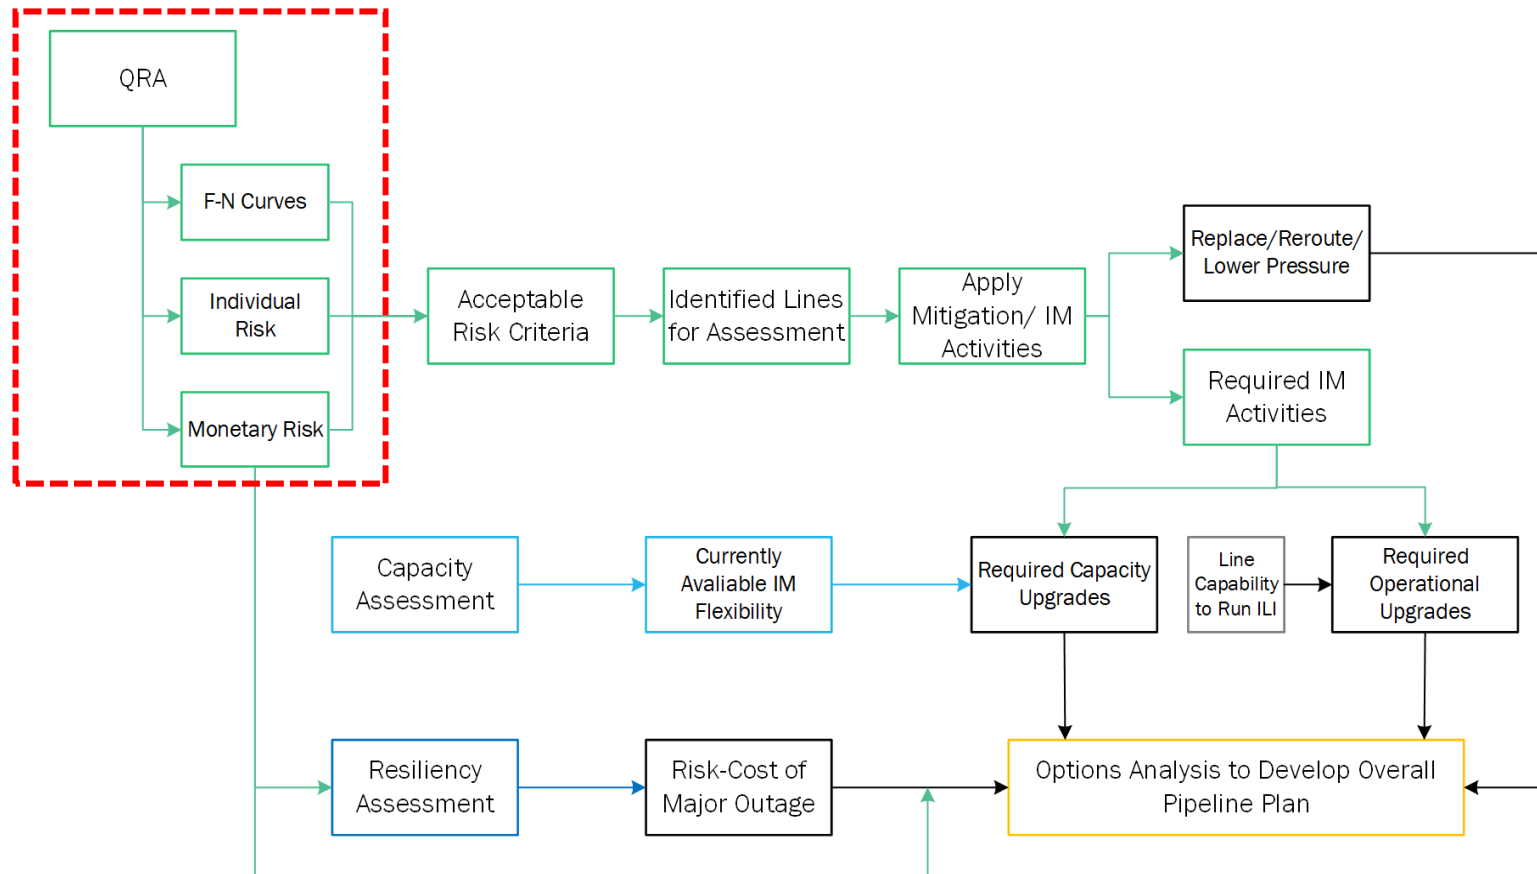 QRA
F-N Curves
Individual
Risk
Monetary Risk
Acceptable
Risk Criteria
Identified Lines
for Assessment
Apply
Mitigation/ IM
Activities
Replace/Reroute/
Lower Pressure
Required IM
Activities
Capacity
Assessment
Currently
Avaliable IM
Flexibility
Required Capacity
Upgrades
Line
Capability
to Run ILI
Required
Operational
Upgrades
Resiliency
Assessment
Risk-Cost of
Major Outage
Options Analysis to Develop Overall
Pipeline Plan